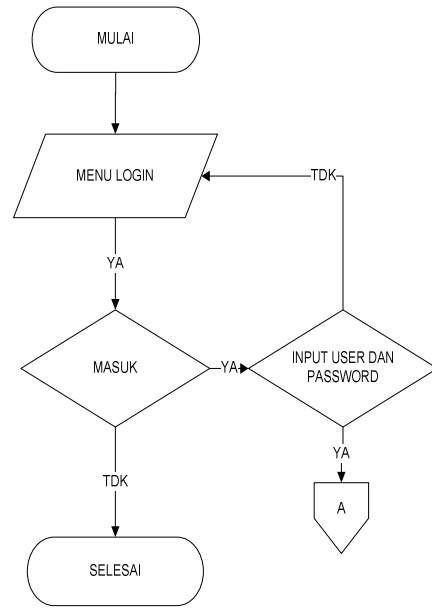 MULAI
MENU LOGIN
TDK
YA
MASUK
YA
INPUT USER DAN
PASSWORD
YA
TDK
A
SELESAI